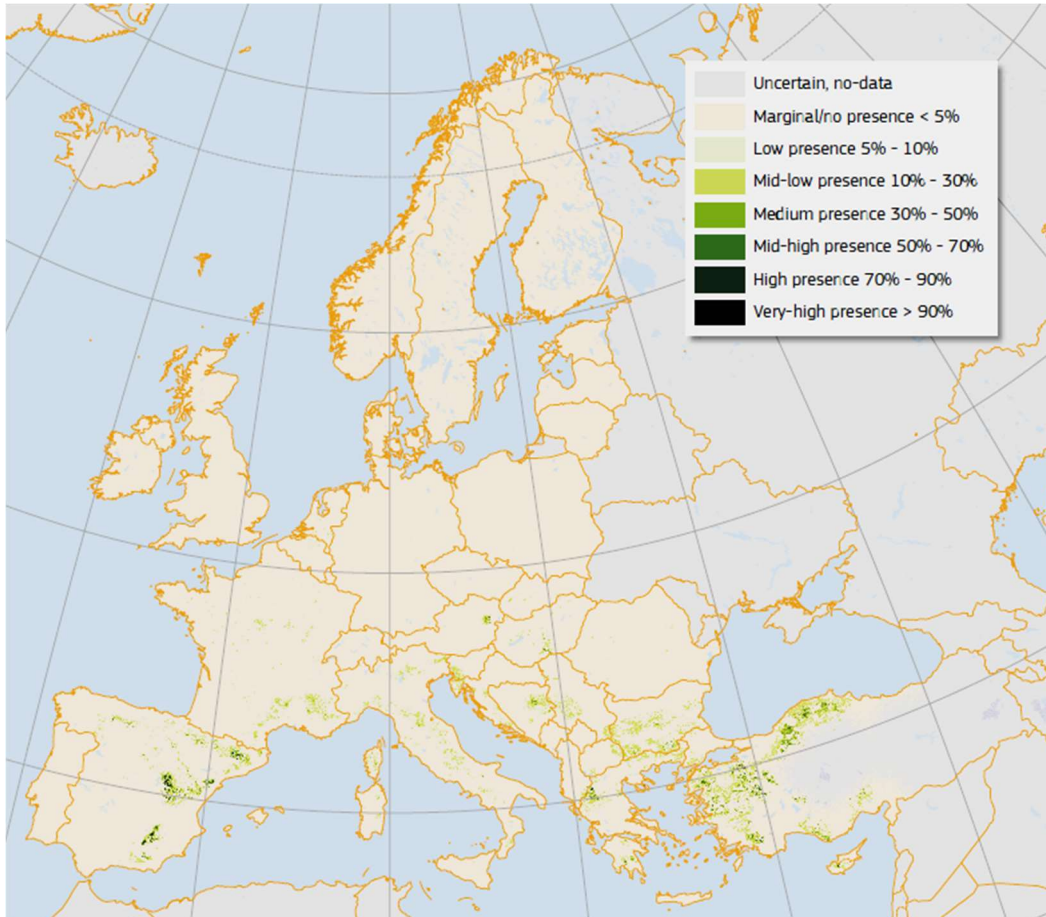 Uncertain, no-data
Marginal/no presence < 5%
Low presence 5% - 10%
Mid-low presence 10% - 30%
Medium presence 30% - 50%
Mid-high presence 50% - 70%
High presence 70% - 90%
Very-high presence > 90%